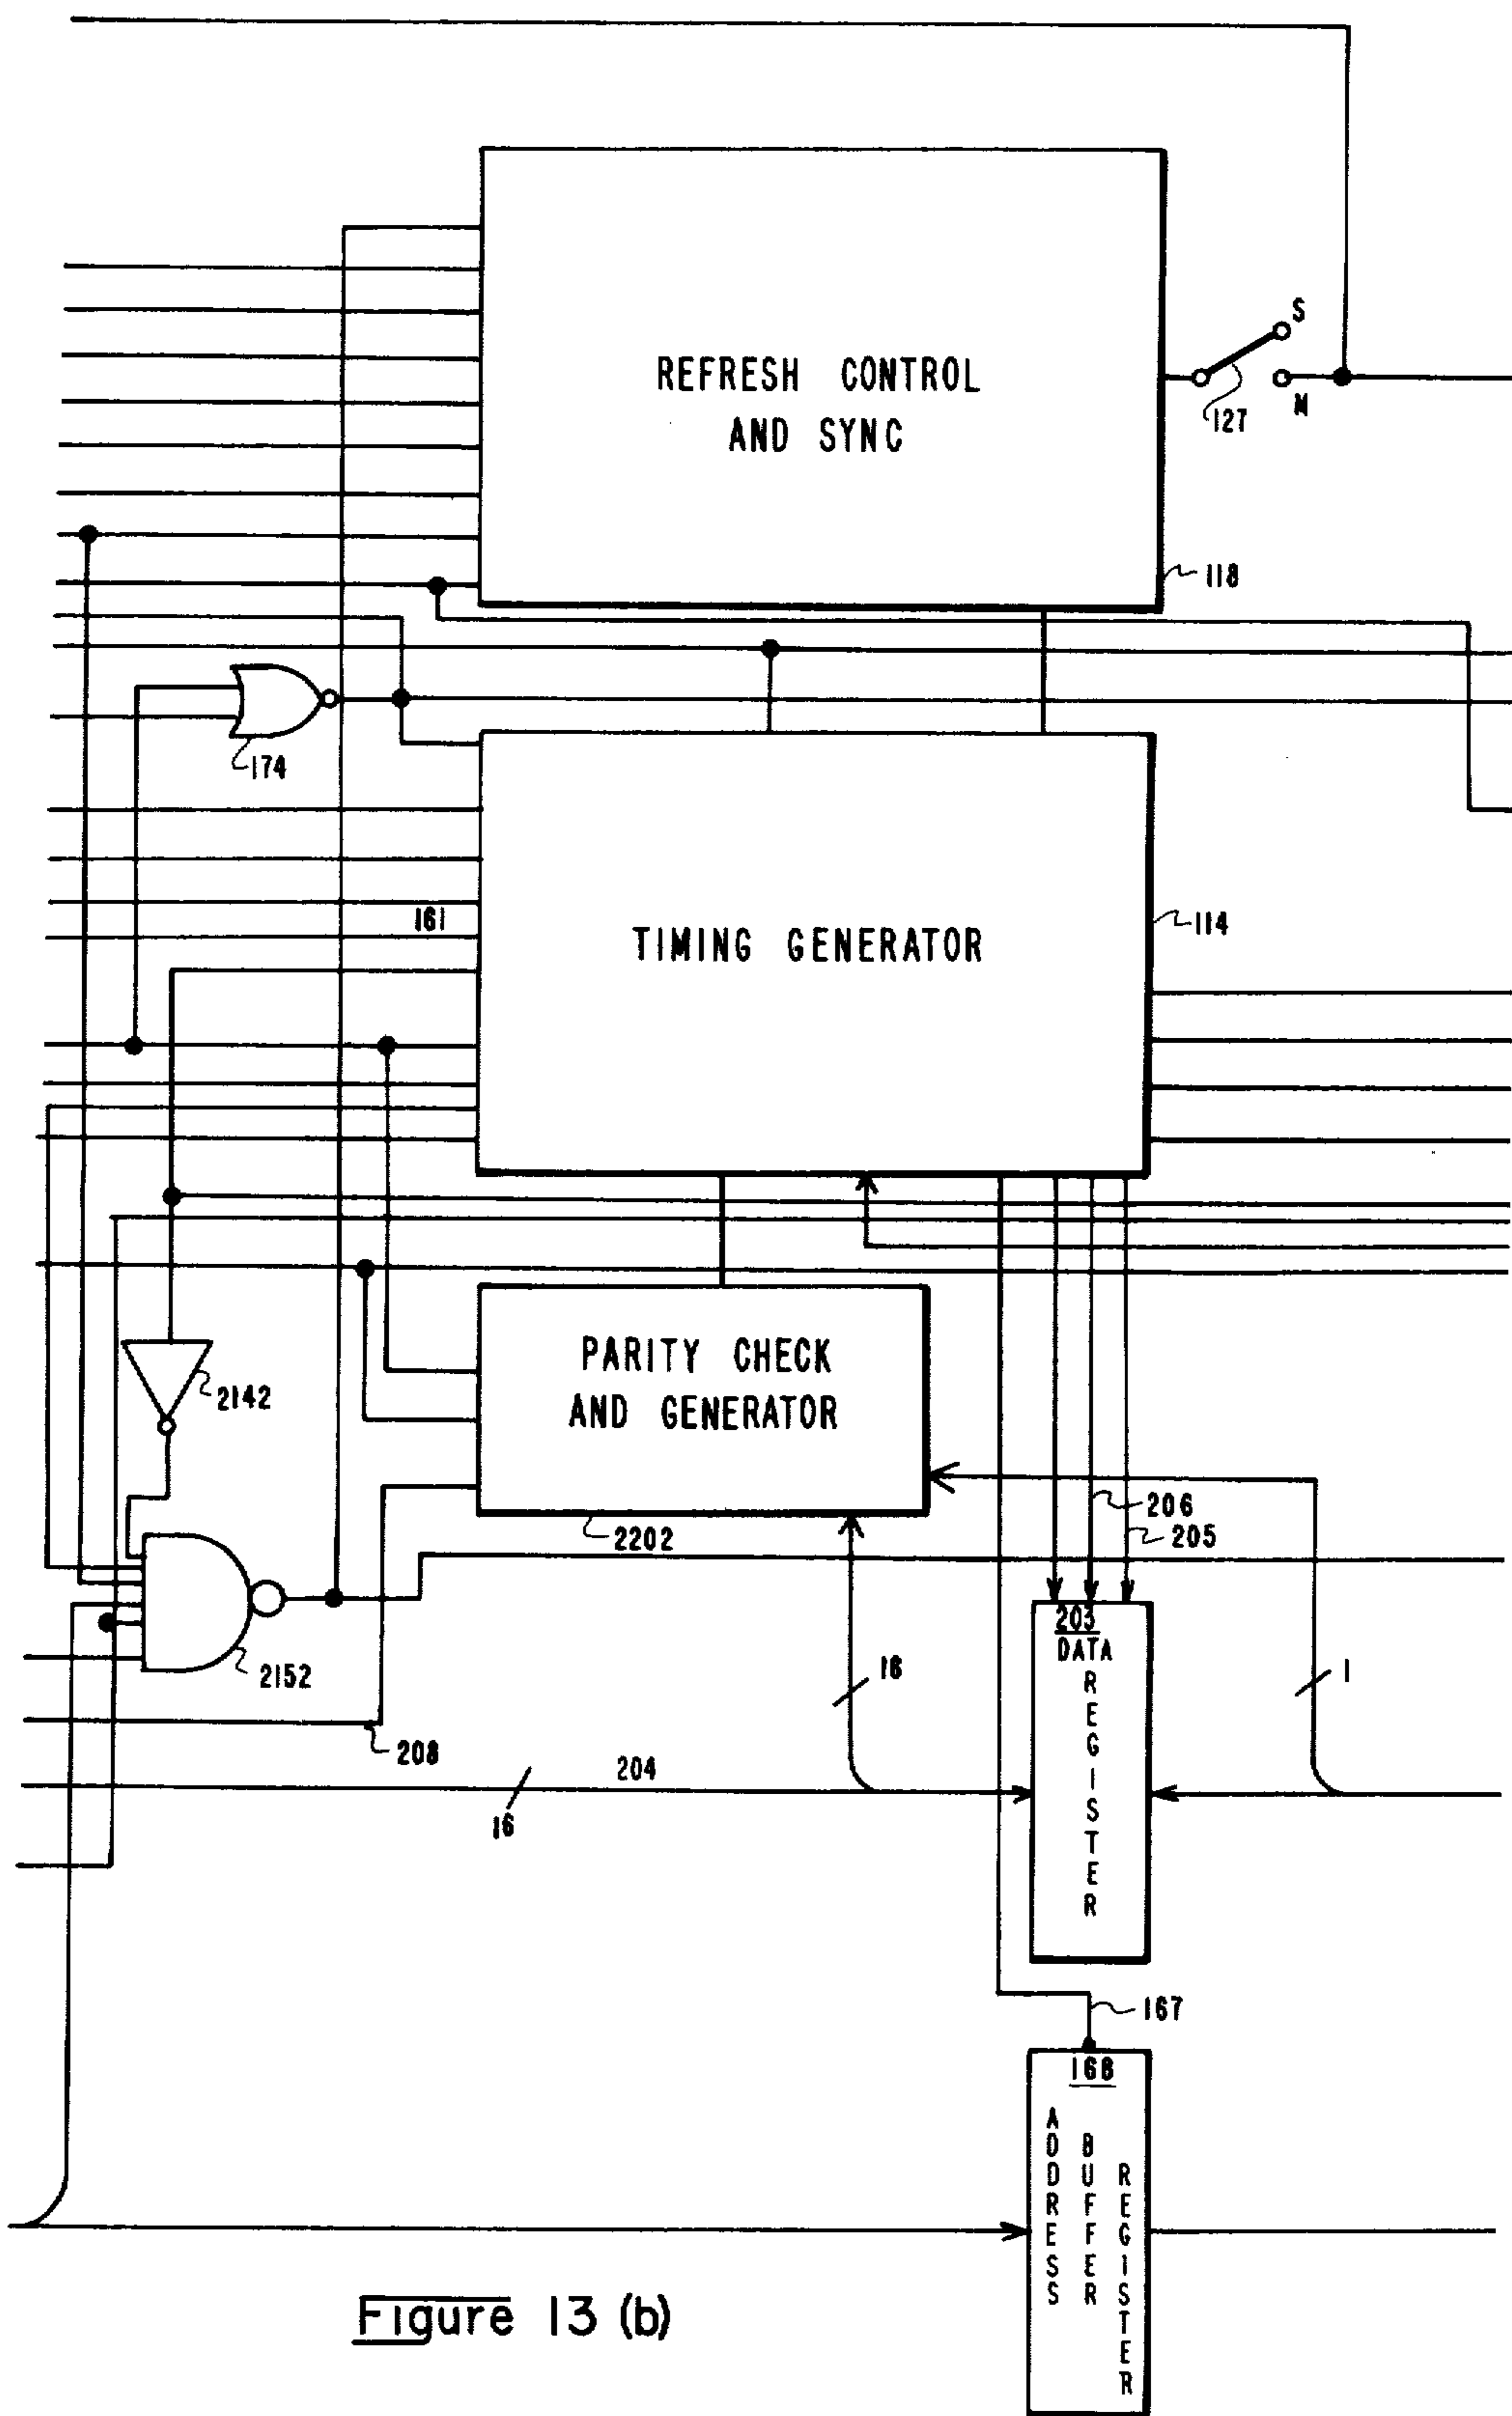 S
REFRESH CONTROL
AND SYNC
N
127
118
174
161
TIMING GENERATOR
114
PARITY CHECK
AND GENERATOR
2142
206
2202
205
203
DATA
REGISTER
2152
16
1
208
204
16
167
168
ADDRESS
BUFFER
REGISTER
Figure 13 (b)